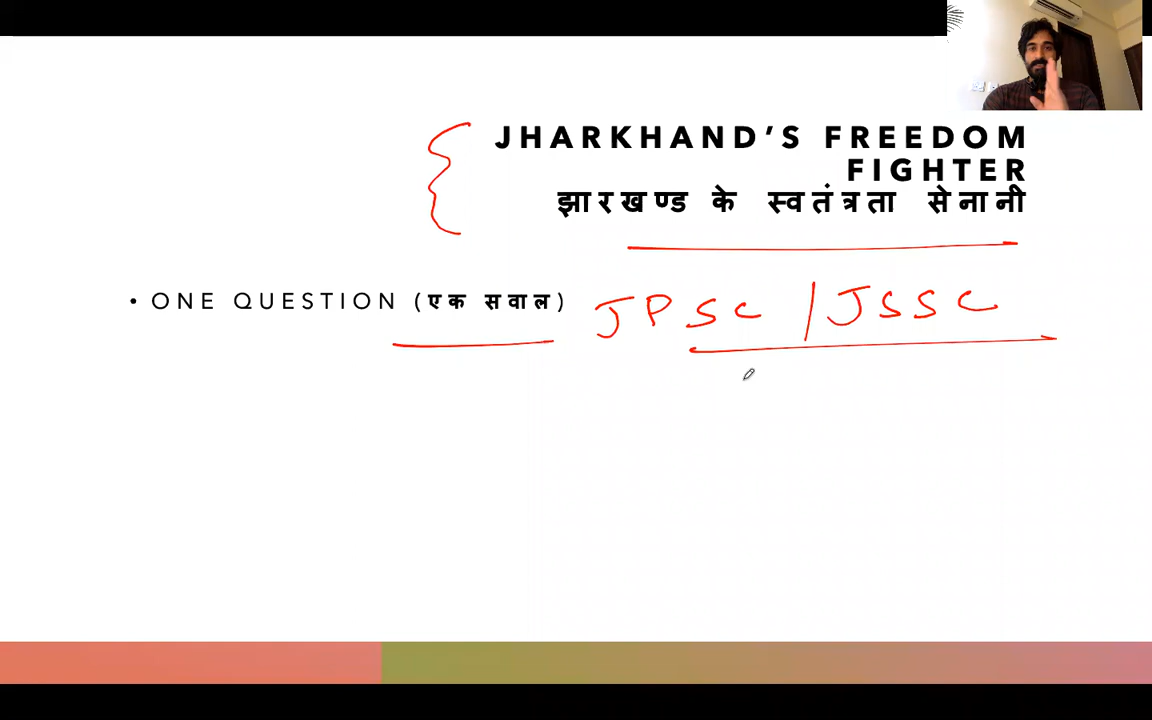 JHARKHAND'S FREEDOM
FIGHTER
झारखण्ड के स्वतंत्रता सेनानी
• ONE QUESTION (एक सवाल) JPSC / JSSC